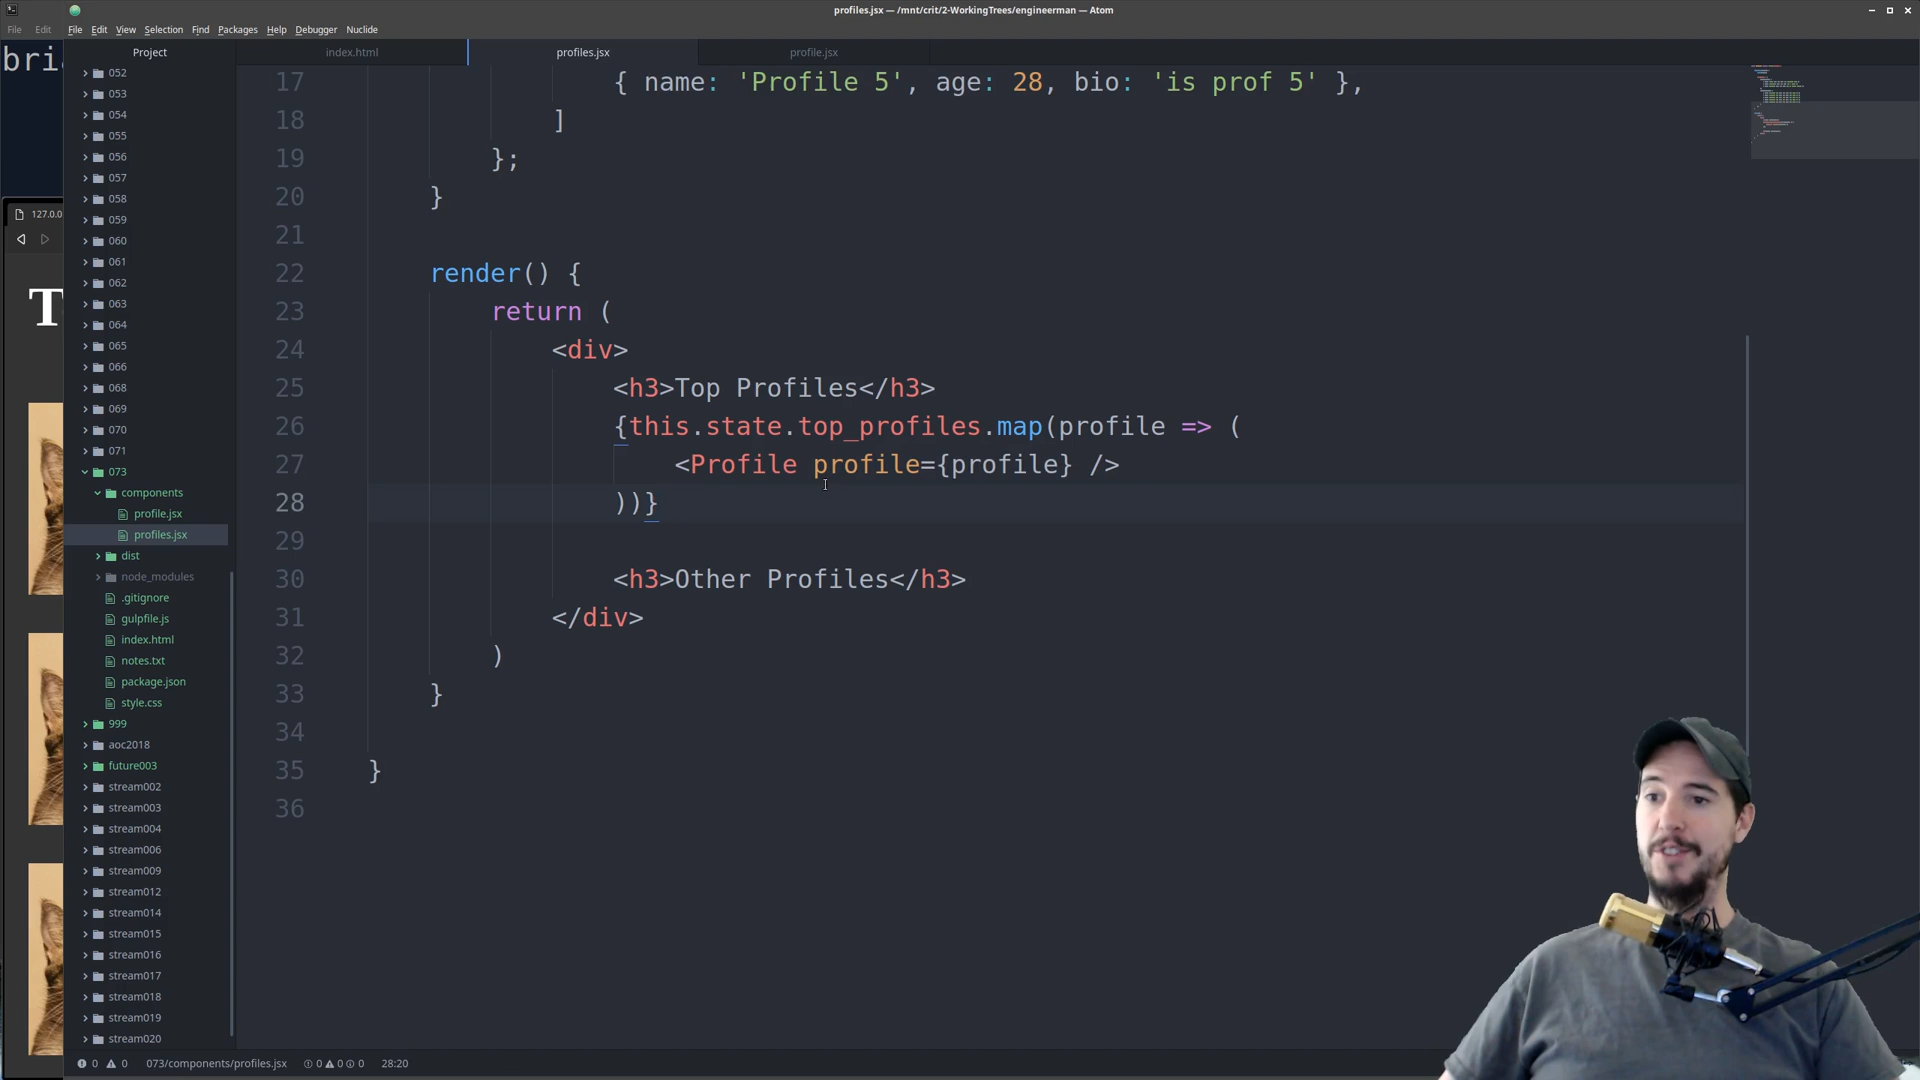 profiles.jsx — /mnt/crit/2-WorkingTrees/engineerman — Atom
File Edit
File Edit View Selection Find Packages Help Debugger Nuclide
Project
index.html
profiles.jsx
profile.jsx
bri
127.0.0
T
052
053
054
055
056
057
058
059
060
061
062
063
064
065
066
068
069
070
071
073
components
profile.jsx
profiles.jsx
dist
node_modules
.gitignore
gulpfile.js
index.html
notes.txt
package.json
style.css
999
aoc2018
future003
stream002
stream003
stream004
stream006
stream009
stream012
stream014
stream015
stream016
stream017
stream018
stream019
stream020
17 { name: 'Profile 5', age: 28, bio: 'is prof 5' },
18 ]
19 };
20 }
21
22 render() {
23 return (
24 <div>
25 <h3>Top Profiles</h3>
26 {this.state.top_profiles.map(profile => (
27 <Profile profile={profile} />
28 ))}
29
30 <h3>Other Profiles</h3>
31 </div>
32 )
33 }
34
35 }
36
0 0 073/components/profiles.jsx 0 0 0 28:20